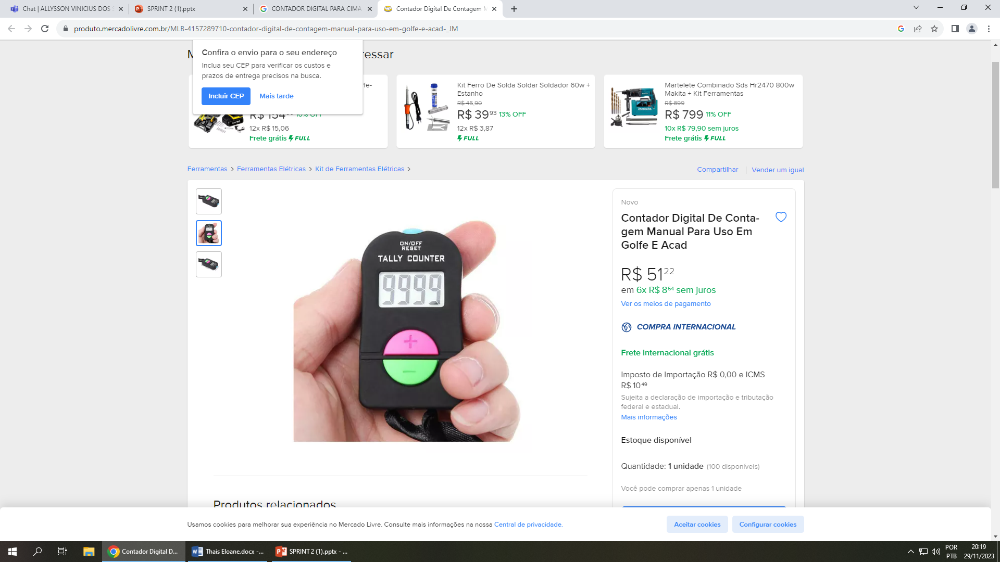 Chat | ALLYSSON VINICIUS DOS S
SPRINT 2 (1).pptx
CONTADOR DIGITAL PARA CIMA
Contador Digital De Contagem M
produto.mercadolivre.com.br/MLB-4157289710-contador-digital-de-contagem-manual-para-uso-em-golfe-e-acad-_JM
Confira o envio para o seu endereço
Inclua seu CEP para verificar os custos e
prazos de entrega precisos na busca.
Incluir CEP
Mais tarde
ressar
fe-
12x R$ 15,06
Frete grátis FULL
Kit Ferro De Solda Soldar Soldador 60w +
Estanho
R$ 45,90
R$ 39 93 13% OFF
12x R$ 3,87
FULL
Martelete Combinado Sds Hr2470 800w
Makita + Kit Ferramentas
R$ 899
R$ 799 11% OFF
10x R$ 79,90 sem juros
Frete grátis FULL
makita
Ferramentas > Ferramentas Elétricas > Kit de Ferramentas Elétricas >
Compartilhar | Vender um igual
ON/OFF
RESET
TALLY COUNTER
9999
+
−
Novo
Contador Digital De Conta-
gem Manual Para Uso Em
Golfe E Acad
R$ 51 22
em 6x R$ 8 54 sem juros
Ver os meios de pagamento
COMPRA INTERNACIONAL
Frete internacional grátis
Imposto de Importação R$ 0,00 e ICMS
R$ 10 49
Sujeita a declaração de importação e tributação
federal e estadual.
Mais informações
Estoque disponível
Quantidade: 1 unidade (100 disponíveis)
Você pode comprar apenas 1 unidade
Produtos relacionados
Usamos cookies para melhorar sua experiência no Mercado Livre. Consulte mais informações na nossa Central de privacidade.
Aceitar cookies
Configurar cookies
Contador Digital D...
Thais Eloane.docx -...
SPRINT 2 (1).pptx - ...
POR
PTB
20:19
29/11/2023